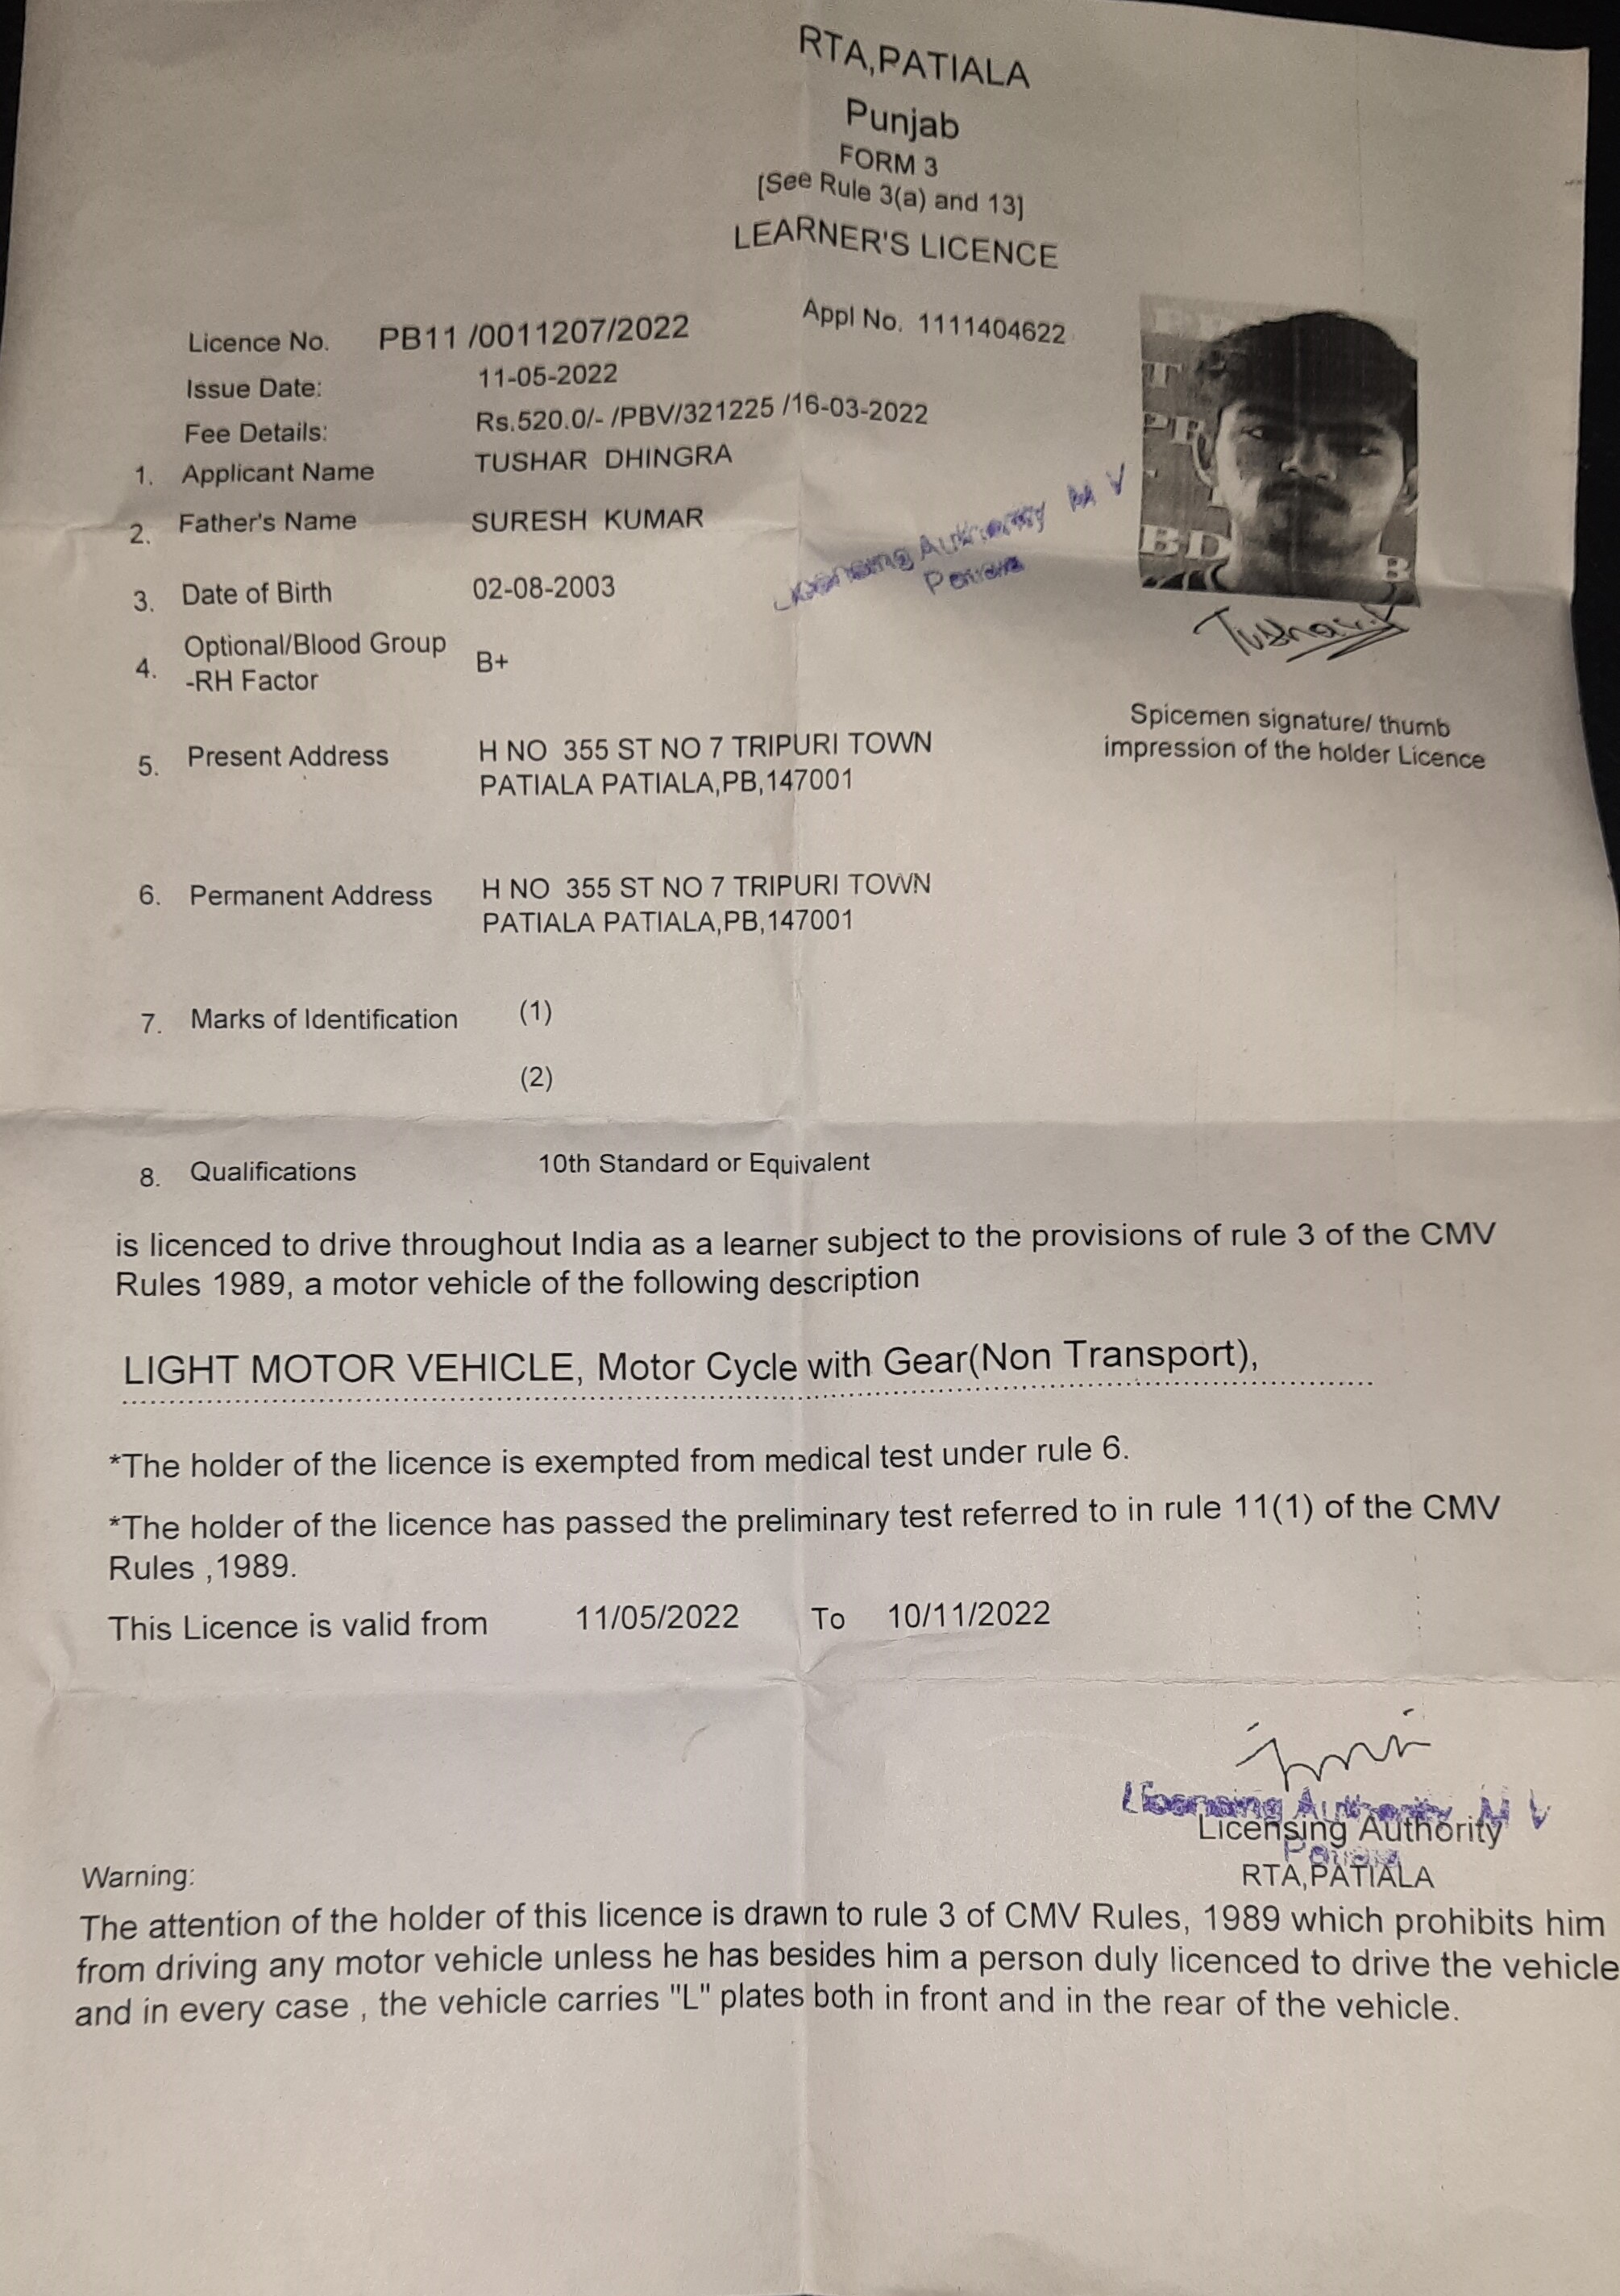 RTA,PATIALA
Punjab
FORM 3
[See Rule 3(a) and 13]
LEARNER'S LICENCE
Licence No. PB11 /0011207/2022 Appl No. 1111404622
Issue Date: 11-05-2022
Fee Details: Rs.520.0/- /PBV/321225 /16-03-2022
1. Applicant Name TUSHAR DHINGRA
2. Father's Name SURESH KUMAR
Licensing Authority M V
3. Date of Birth 02-08-2003
Tushar
4. Optional/Blood Group
-RH Factor B+
Spicemen signature/ thumb
impression of the holder Licence
5. Present Address H NO 355 ST NO 7 TRIPURI TOWN
PATIALA PATIALA,PB,147001
6. Permanent Address H NO 355 ST NO 7 TRIPURI TOWN
PATIALA PATIALA,PB,147001
7. Marks of Identification (1)
(2)
8. Qualifications 10th Standard or Equivalent
is licenced to drive throughout India as a learner subject to the provisions of rule 3 of the CMV
Rules 1989, a motor vehicle of the following description
LIGHT MOTOR VEHICLE, Motor Cycle with Gear(Non Transport),
*The holder of the licence is exempted from medical test under rule 6.
*The holder of the licence has passed the preliminary test referred to in rule 11(1) of the CMV
Rules ,1989.
This Licence is valid from 11/05/2022 To 10/11/2022
Licensing Authority M V
Licensing Authority
RTA,PATIALA
Warning:
The attention of the holder of this licence is drawn to rule 3 of CMV Rules, 1989 which prohibits him
from driving any motor vehicle unless he has besides him a person duly licenced to drive the vehicle
and in every case , the vehicle carries "L" plates both in front and in the rear of the vehicle.